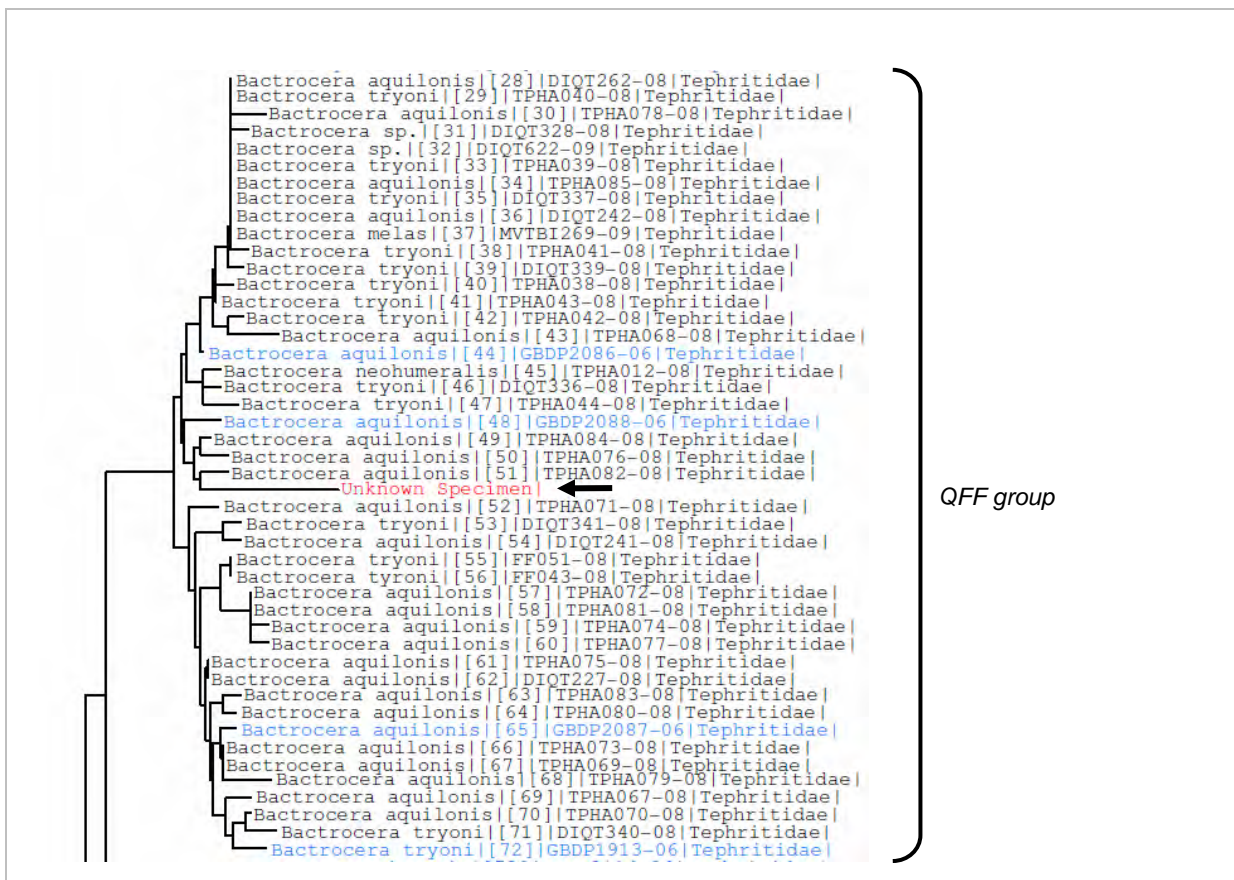 Bactrocera aquilonis|[28]|DIQT262-08|Tephritidae|
Bactrocera tryoni|[29]|TPHA040-08|Tephritidae|
Bactrocera aquilonis|[30]|TPHA078-08|Tephritidae|
Bactrocera sp.|[31]|DIQT328-08|Tephritidae|
Bactrocera sp.|[32]|DIQT622-09|Tephritidae|
Bactrocera tryoni|[33]|TPHA039-08|Tephritidae|
Bactrocera aquilonis|[34]|TPHA085-08|Tephritidae|
Bactrocera tryoni|[35]|DIQT337-08|Tephritidae|
Bactrocera aquilonis|[36]|DIQT242-08|Tephritidae|
Bactrocera melas|[37]|MVTBI269-09|Tephritidae|
Bactrocera tryoni|[38]|TPHA041-08|Tephritidae|
Bactrocera tryoni|[39]|DIQT339-08|Tephritidae|
Bactrocera tryoni|[40]|TPHA038-08|Tephritidae|
Bactrocera tryoni|[41]|TPHA043-08|Tephritidae|
Bactrocera tryoni|[42]|TPHA042-08|Tephritidae|
Bactrocera aquilonis|[43]|TPHA068-08|Tephritidae|
Bactrocera aquilonis|[44]|GBDP2086-06|Tephritidae|
Bactrocera neohumeralis|[45]|TPHA012-08|Tephritidae|
Bactrocera tryoni|[46]|DIQT336-08|Tephritidae|
Bactrocera tryoni|[47]|TPHA044-08|Tephritidae|
Bactrocera aquilonis|[48]|GBDP2088-06|Tephritidae|
Bactrocera aquilonis|[49]|TPHA084-08|Tephritidae|
Bactrocera aquilonis|[50]|TPHA076-08|Tephritidae|
Bactrocera aquilonis|[51]|TPHA082-08|Tephritidae|
Unknown Specimen|
QFF group
Bactrocera aquilonis|[52]|TPHA071-08|Tephritidae|
Bactrocera tryoni|[53]|DIQT341-08|Tephritidae|
Bactrocera aquilonis|[54]|DIQT241-08|Tephritidae|
Bactrocera tryoni|[55]|FF051-08|Tephritidae|
Bactrocera tyroni|[56]|FF043-08|Tephritidae|
Bactrocera aquilonis|[57]|TPHA072-08|Tephritidae|
Bactrocera aquilonis|[58]|TPHA081-08|Tephritidae|
Bactrocera aquilonis|[59]|TPHA074-08|Tephritidae|
Bactrocera aquilonis|[60]|TPHA077-08|Tephritidae|
Bactrocera aquilonis|[61]|TPHA075-08|Tephritidae|
Bactrocera aquilonis|[62]|DIQT227-08|Tephritidae|
Bactrocera aquilonis|[63]|TPHA083-08|Tephritidae|
Bactrocera aquilonis|[64]|TPHA080-08|Tephritidae|
Bactrocera aquilonis|[65]|GBDP2087-06|Tephritidae|
Bactrocera aquilonis|[66]|TPHA073-08|Tephritidae|
Bactrocera aquilonis|[67]|TPHA069-08|Tephritidae|
Bactrocera aquilonis|[68]|TPHA079-08|Tephritidae|
Bactrocera aquilonis|[69]|TPHA067-08|Tephritidae|
Bactrocera aquilonis|[70]|TPHA070-08|Tephritidae|
Bactrocera tryoni|[71]|DIQT340-08|Tephritidae|
Bactrocera tryoni|[72]|GBDP1913-06|Tephritidae|